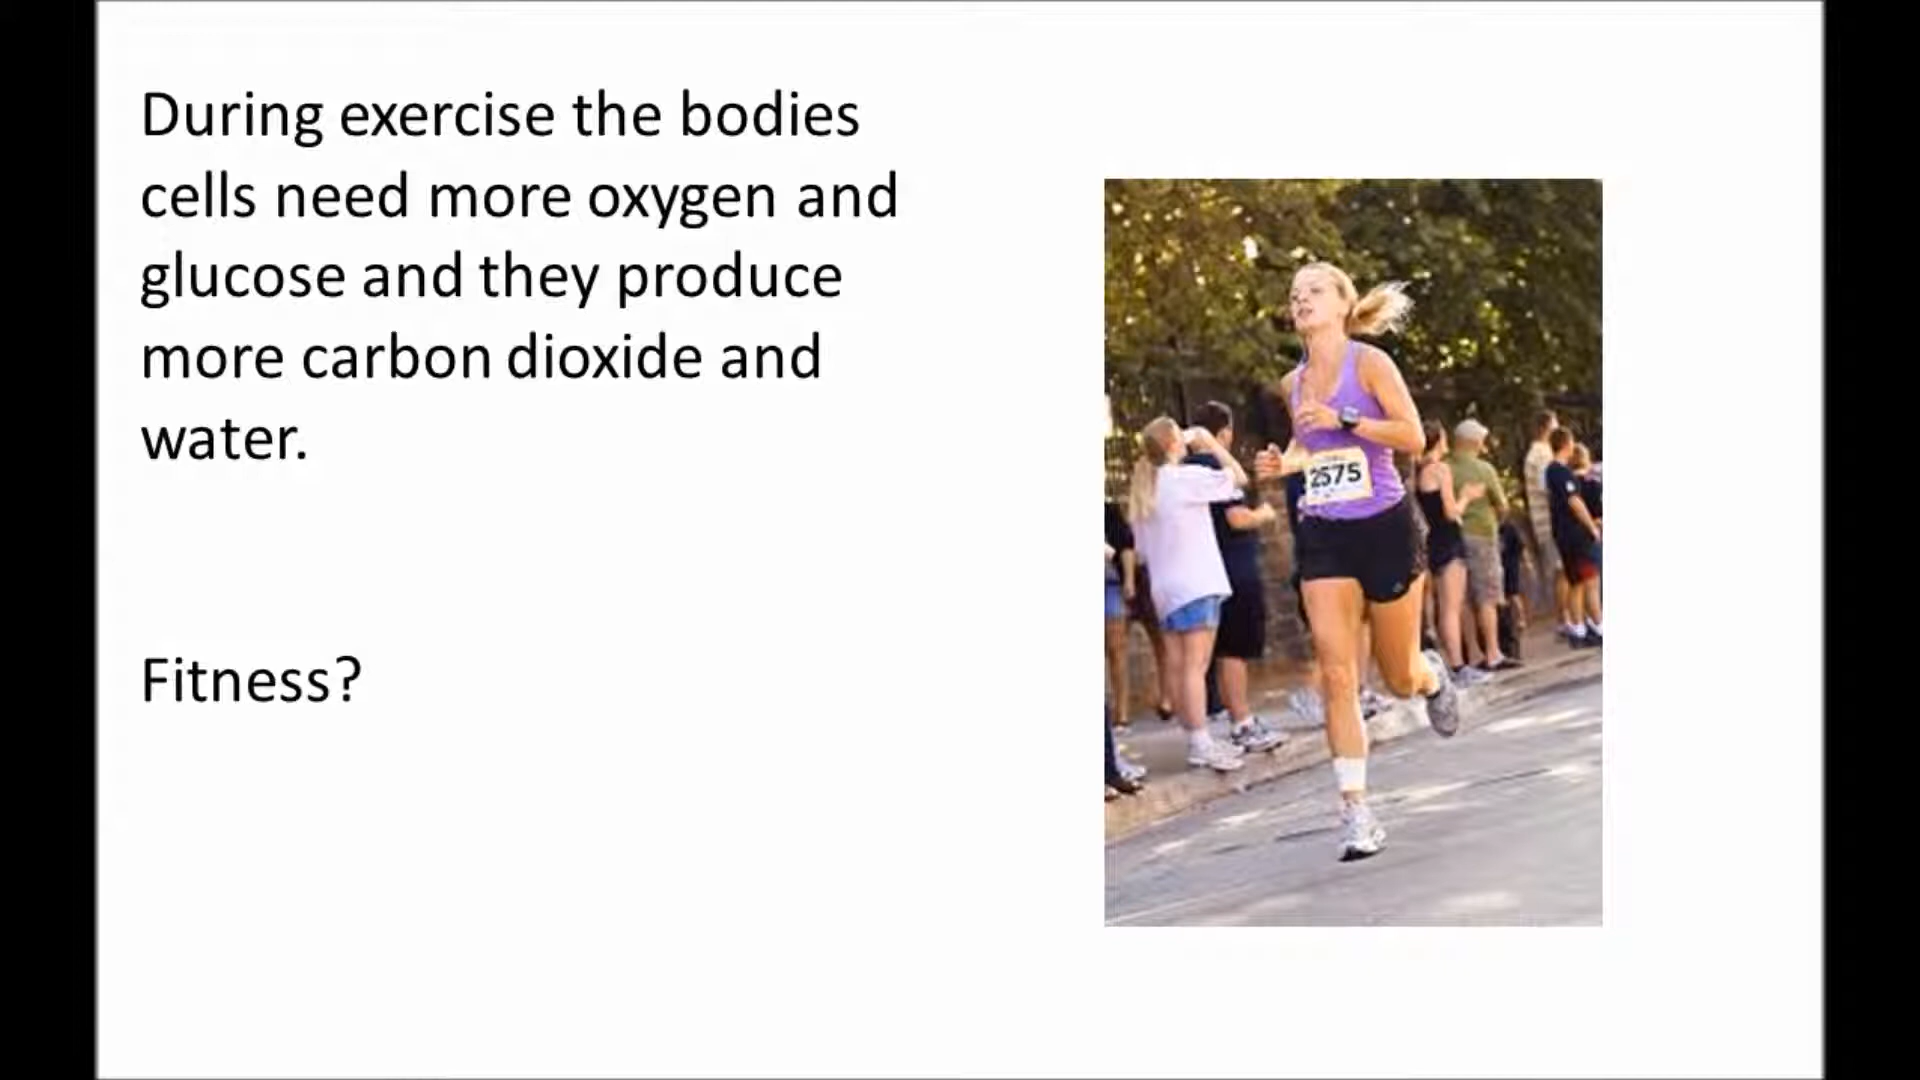 During exercise the bodies
cells need more oxygen and
glucose and they produce
more carbon dioxide and
water.
Fitness?
2575